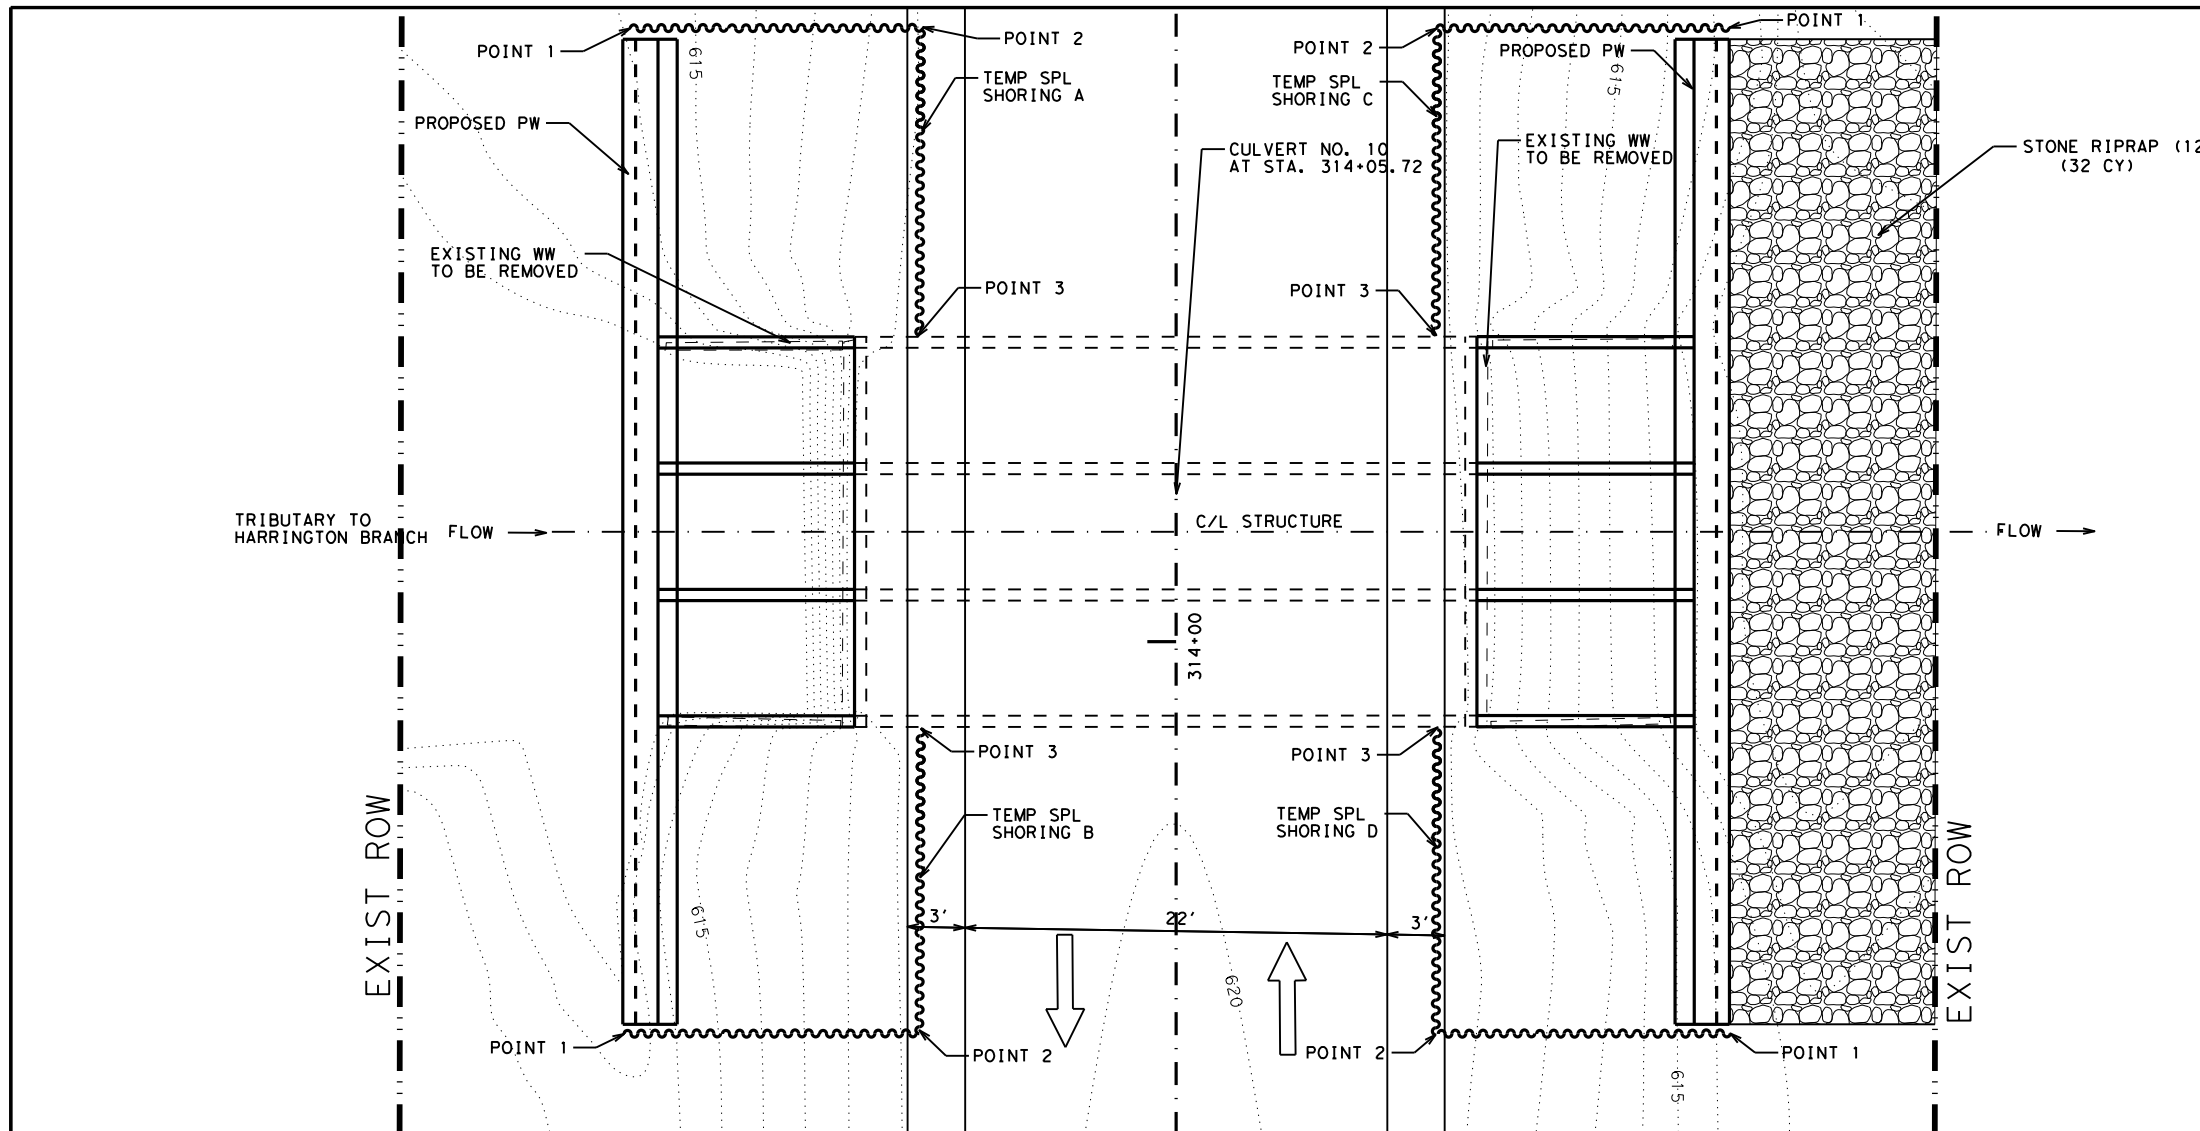 POINT 1
POINT 2
POINT 2
POINT 1
PROPOSED PW
615
615
TEMP SPL
SHORING A
TEMP SPL
SHORING C
PROPOSED PW
CULVERT NO. 10
AT STA. 314+05.72
EXISTING WW
TO BE REMOVED
STONE RIPRAP (12
(32 CY)
EXISTING WW
TO BE REMOVED
POINT 3
POINT 3
TRIBUTARY TO
HARRINGTON BRANCH
FLOW
C/L STRUCTURE
FLOW
314+00
POINT 3
POINT 3
TEMP SPL
SHORING B
TEMP SPL
SHORING D
EXIST ROW
EXIST ROW
615
3'
22'
3'
620
POINT 1
POINT 2
POINT 2
POINT 1
615